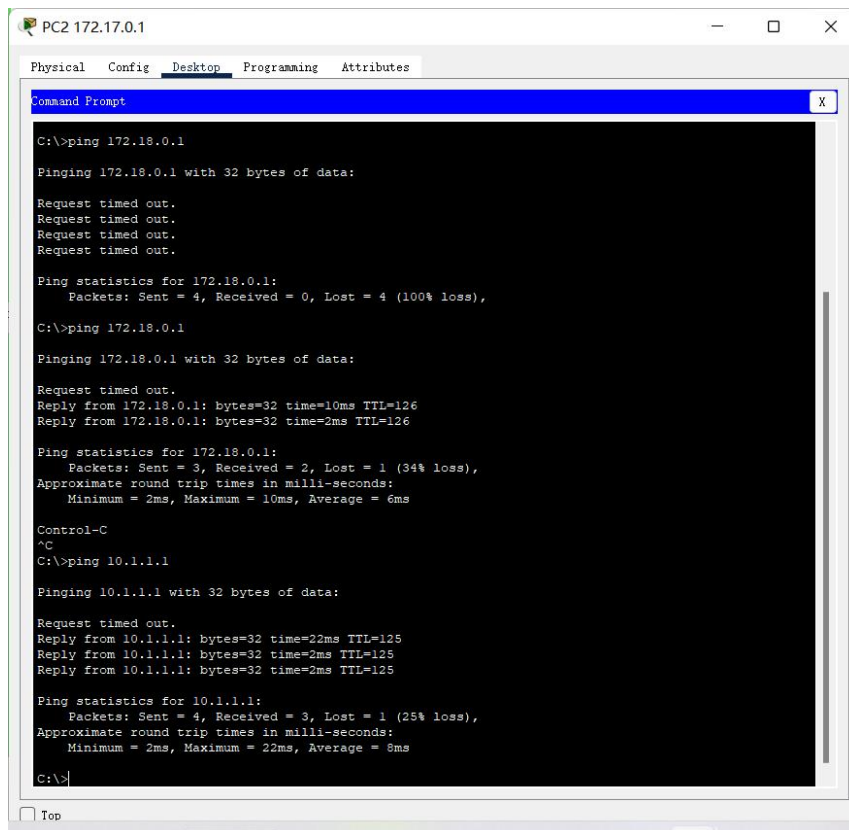 PC2 172.17.0.1
Physical Config Desktop Programming Attributes
Command Prompt
X
C:\>ping 172.18.0.1
Pinging 172.18.0.1 with 32 bytes of data:
Request timed out.
Request timed out.
Request timed out.
Request timed out.
Ping statistics for 172.18.0.1:
Packets: Sent = 4, Received = 0, Lost = 4 (100% loss),
C:\>ping 172.18.0.1
Pinging 172.18.0.1 with 32 bytes of data:
Request timed out.
Reply from 172.18.0.1: bytes=32 time=10ms TTL=126
Reply from 172.18.0.1: bytes=32 time=2ms TTL=126
Ping statistics for 172.18.0.1:
Packets: Sent = 3, Received = 2, Lost = 1 (34% loss),
Approximate round trip times in milli-seconds:
Minimum = 2ms, Maximum = 10ms, Average = 6ms
Control-C
^C
C:\>ping 10.1.1.1
Pinging 10.1.1.1 with 32 bytes of data:
Request timed out.
Reply from 10.1.1.1: bytes=32 time=22ms TTL=125
Reply from 10.1.1.1: bytes=32 time=2ms TTL=125
Reply from 10.1.1.1: bytes=32 time=2ms TTL=125
Ping statistics for 10.1.1.1:
Packets: Sent = 4, Received = 3, Lost = 1 (25% loss),
Approximate round trip times in milli-seconds:
Minimum = 2ms, Maximum = 22ms, Average = 8ms
C:\>
Top